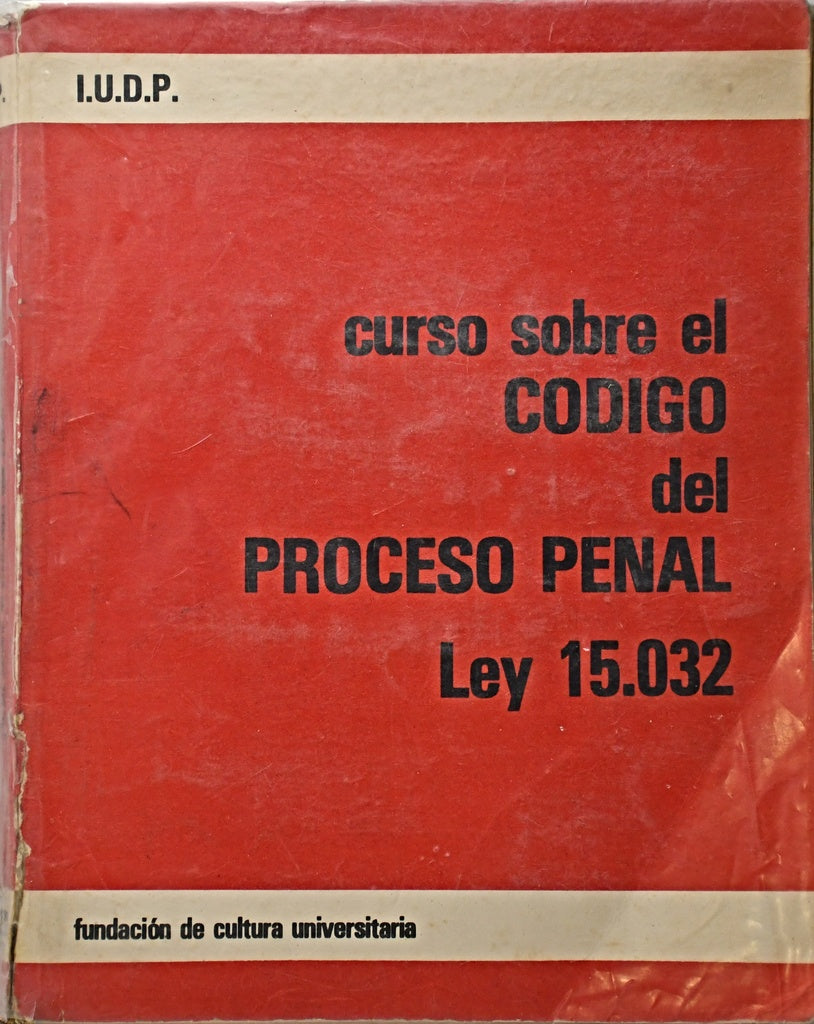 I.U.D.P.
curso sobre el
CODIGO
del
PROCESO PENAL
Ley 15.032
fundación de cultura universitaria